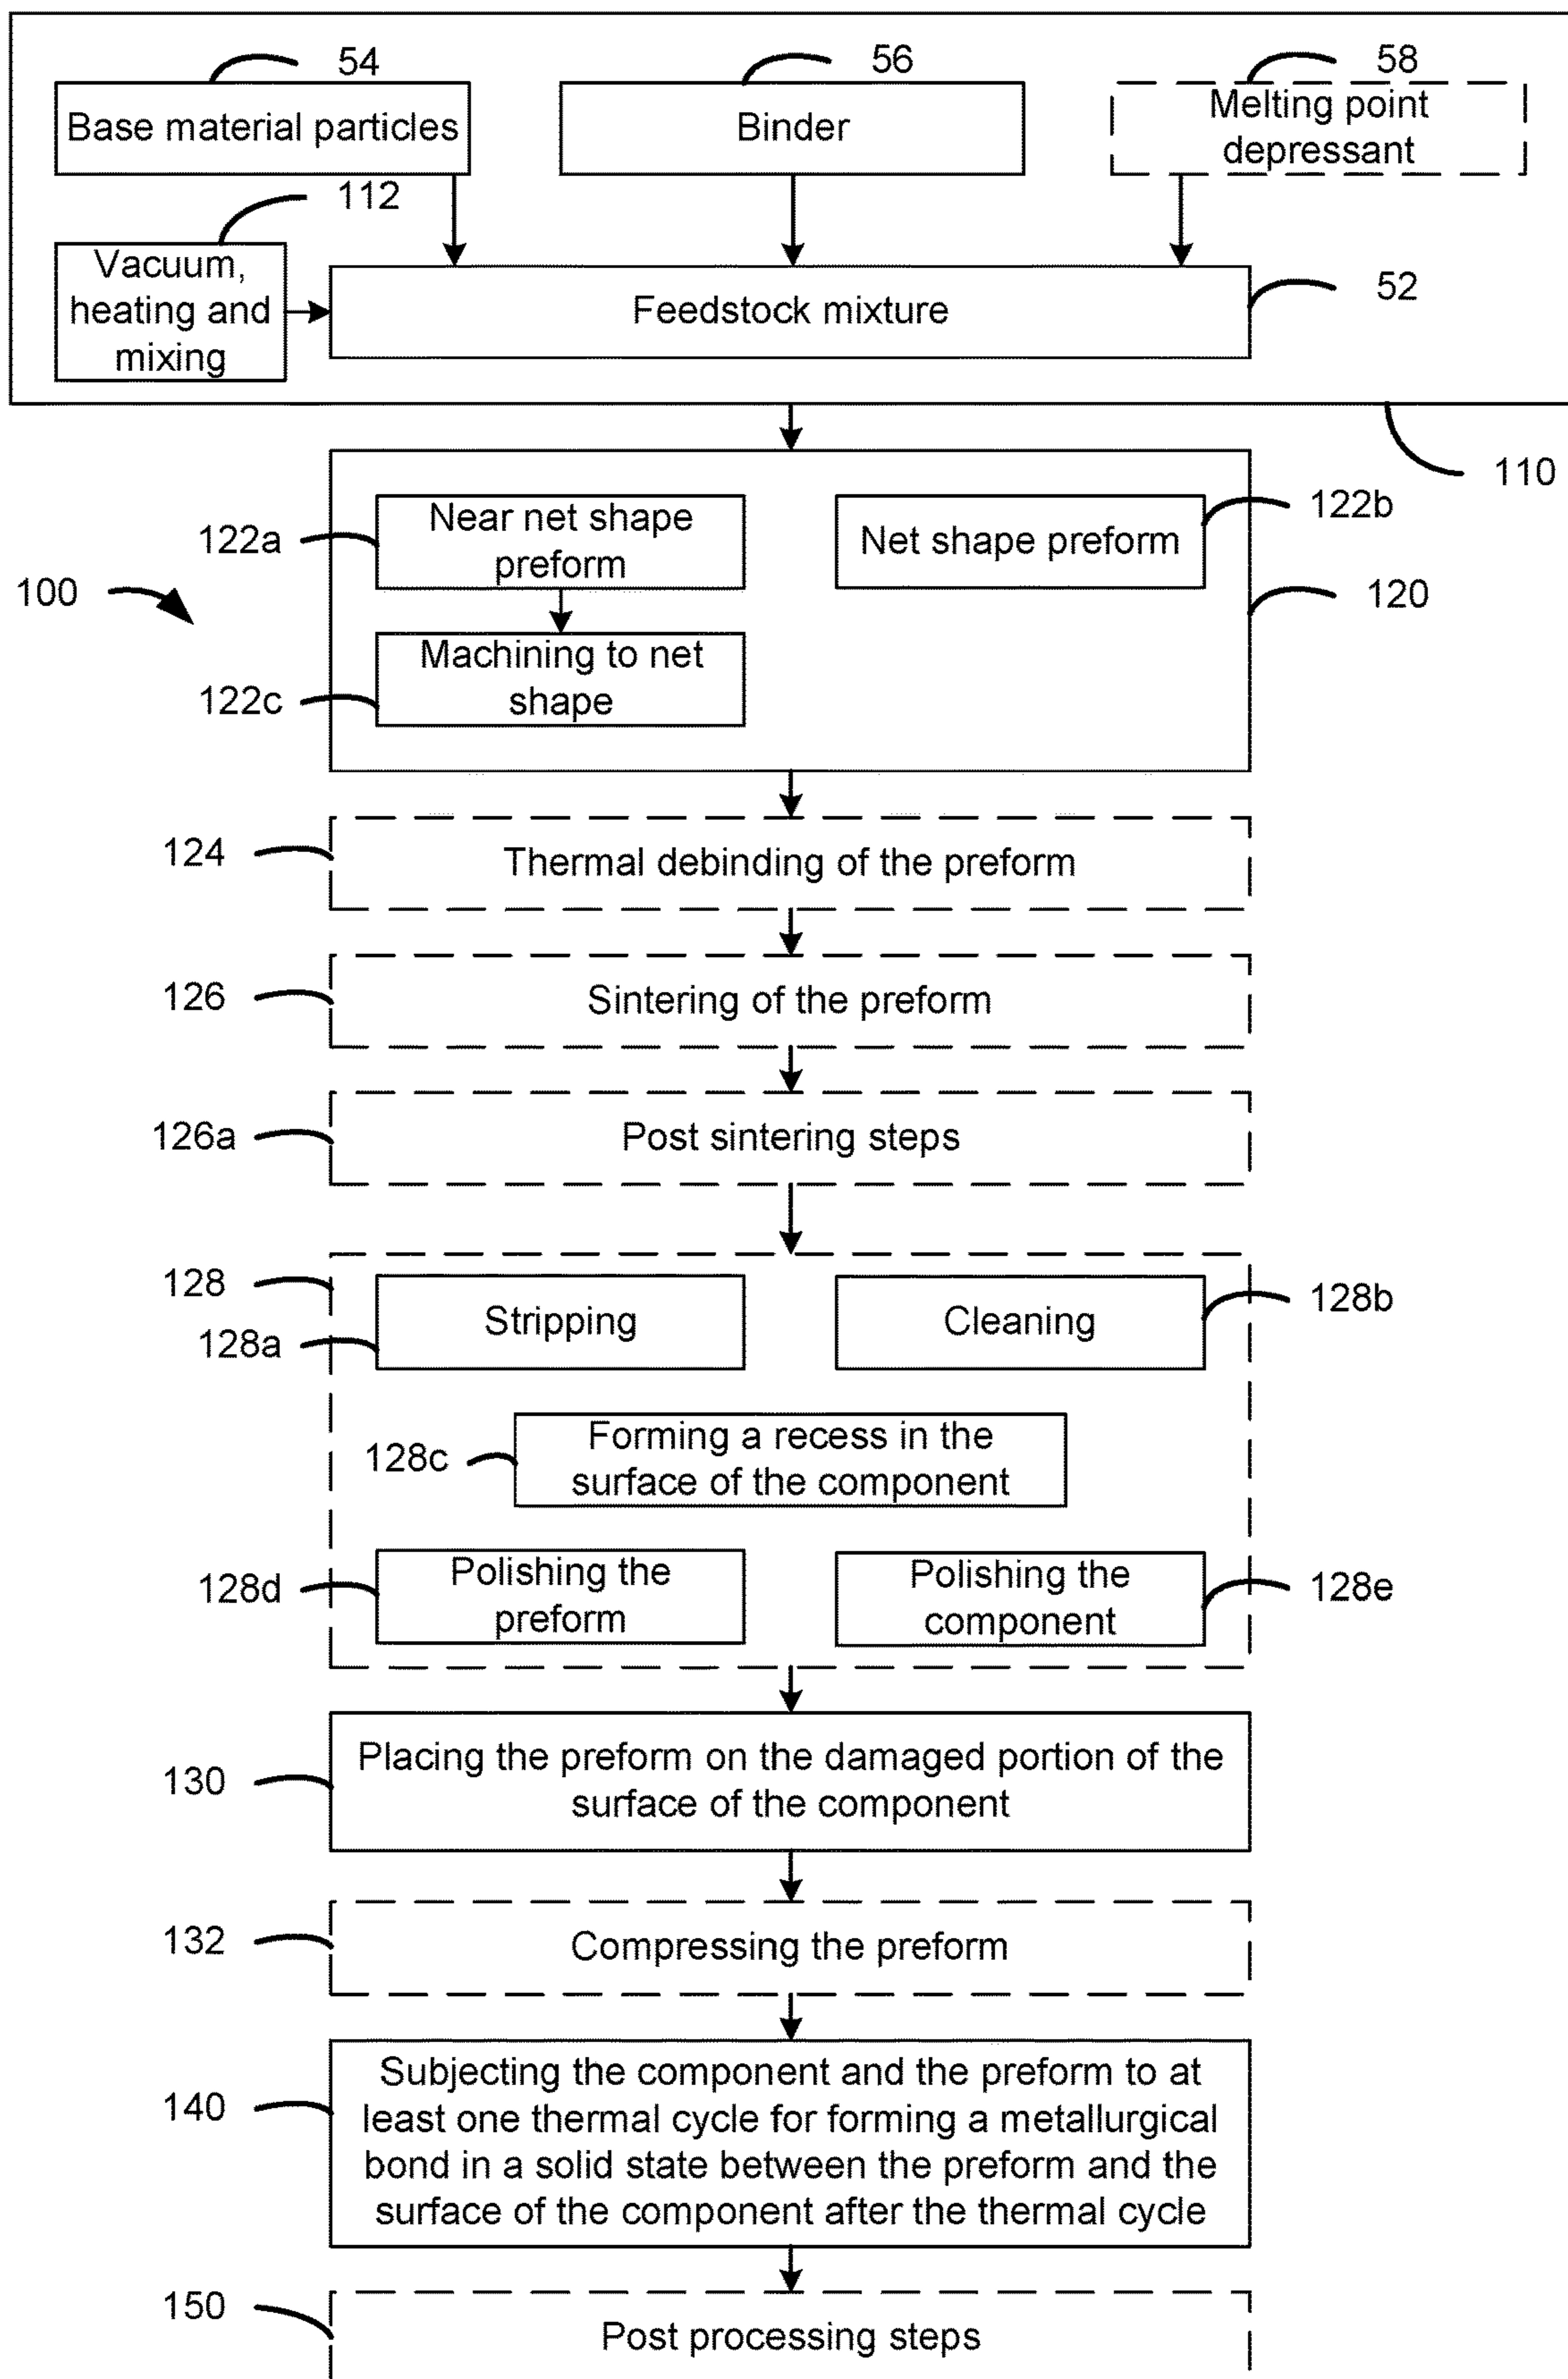 54
56
58
Base material particles
Binder
Melting point
depressant
112
Vacuum,
heating and
mixing
Feedstock mixture
52
110
100
122a
Near net shape
preform
Net shape preform
122b
120
122c
Machining to net
shape
124
Thermal debinding of the preform
126
Sintering of the preform
126a
Post sintering steps
128
128a
Stripping
Cleaning
128b
128c
Forming a recess in the
surface of the component
128d
Polishing the
preform
Polishing the
component
128e
130
Placing the preform on the damaged portion of the
surface of the component
132
Compressing the preform
140
Subjecting the component and the preform to at
least one thermal cycle for forming a metallurgical
bond in a solid state between the preform and the
surface of the component after the thermal cycle
150
Post processing steps